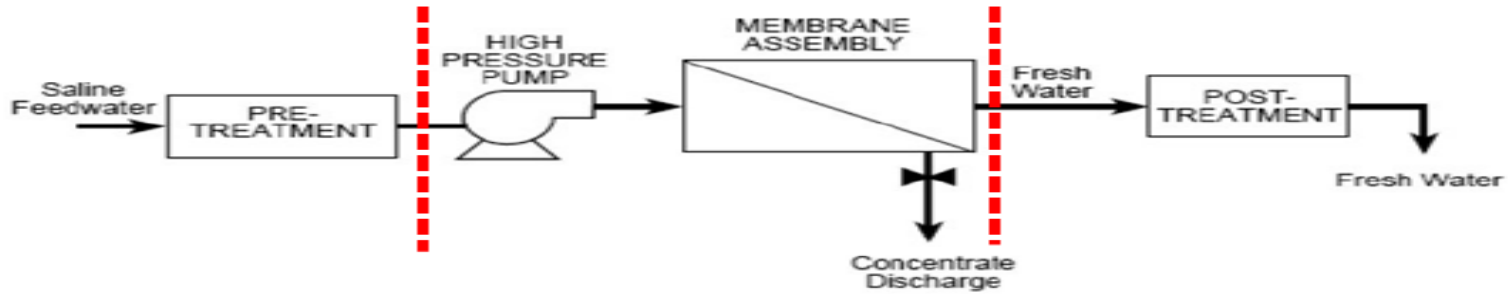 Saline
Feedwater
PRE-
TREATMENT
HIGH
PRESSURE
PUMP
MEMBRANE
ASSEMBLY
Concentrate
Discharge
Fresh
Water
POST-
TREATMENT
Fresh Water